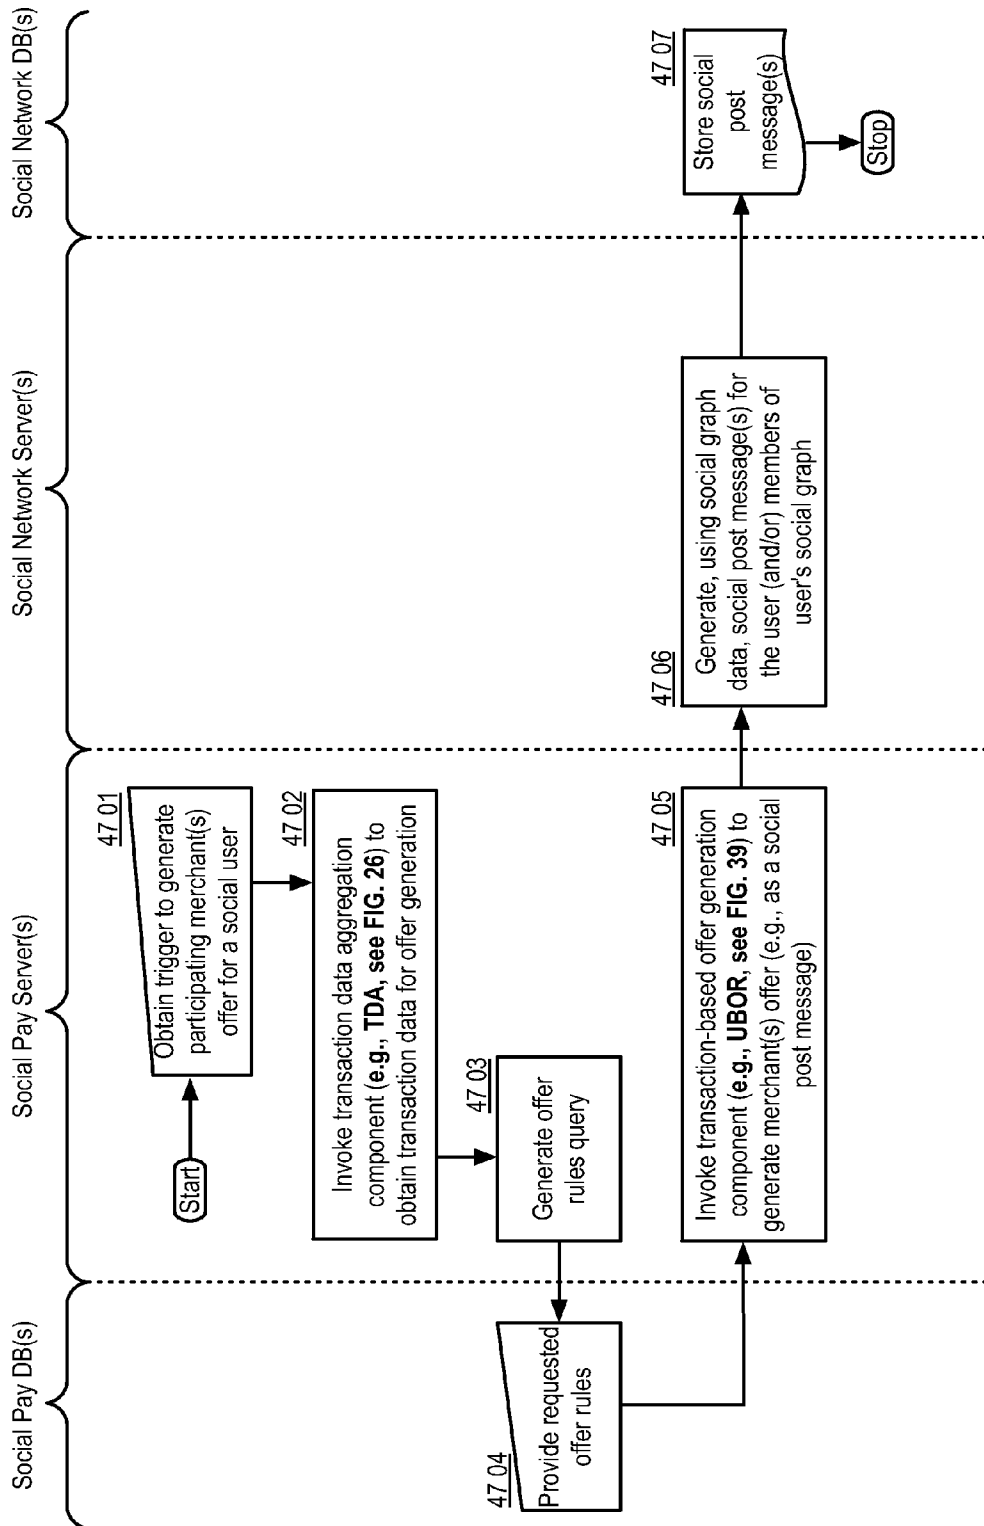 Social Pay DB(s)
Social Pay Server(s)
Social Network Server(s)
Social Network DB(s)
Start
47 01
Obtain trigger to generate
participating merchant(s)
offer for a social user
47 02
Invoke transaction data aggregation
component (e.g., TDA, see FIG. 26) to
obtain transaction data for offer generation
47 03
Generate offer
rules query
47 04
Provide requested
offer rules
47 05
Invoke transaction-based offer generation
component (e.g., UBOR, see FIG. 39) to
generate merchant(s) offer (e.g., as a social
post message)
47 06
Generate, using social graph
data, social post message(s) for
the user (and/or) members of
user's social graph
47 07
Store social
post
message(s)
Stop